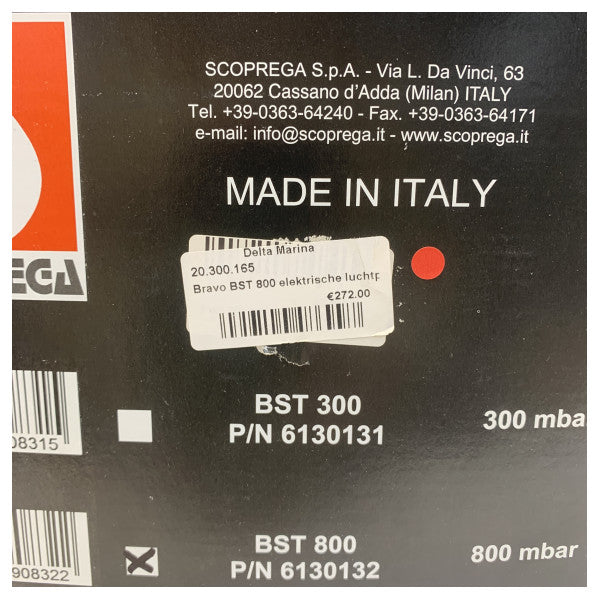 SCOPREGA S.p.A. - Via L. Da Vinci, 63
20062 Cassano d'Adda (Milan) ITALY
Tel. +39-0363-64240 - Fax. +39-0363-64171
e-mail: info@scoprega.it - www.scoprega.it
MADE IN ITALY
Delta Marina
20.300.165
Bravo BST 800 elektrische luchtp
€272.00
REGA
BST 300
P/N 6130131
300 mba
08315
BST 800
P/N 6130132
800 mbar
908322